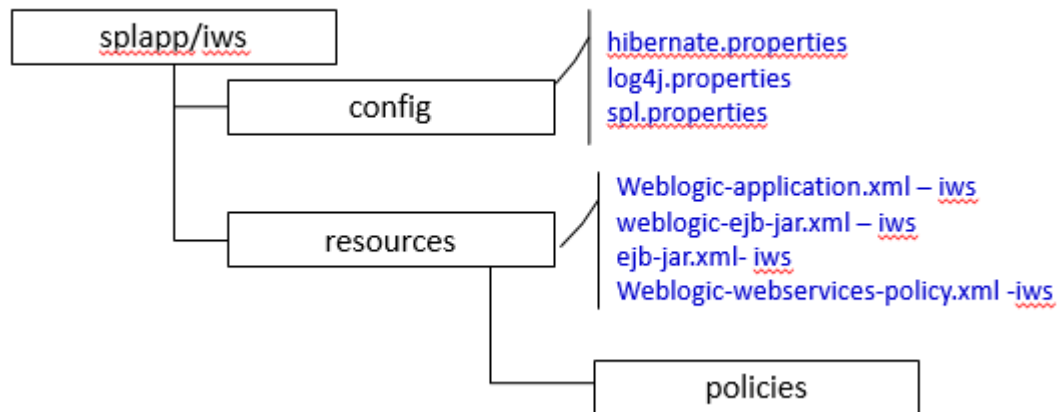 splapp/iws
config
hibernate.properties
log4j.properties
spl.properties
resources
Weblogic-application.xml – iws
weblogic-ejb-jar.xml – iws
ejb-jar.xml- iws
Weblogic-webservices-policy.xml -iws
policies